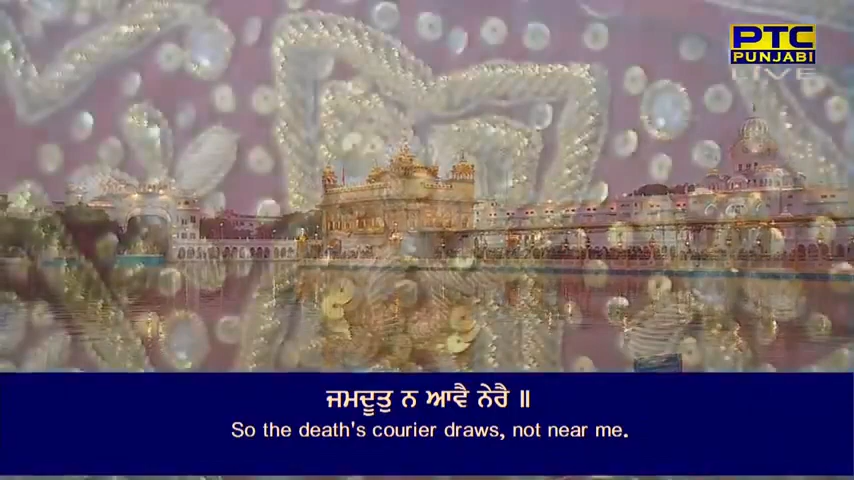 PTC
PUNJABI
LIVE
ਜਮਦੂਤੁ ਨ ਆਵੈ ਨੇਰੈ ॥
So the death's courier draws, not near me.